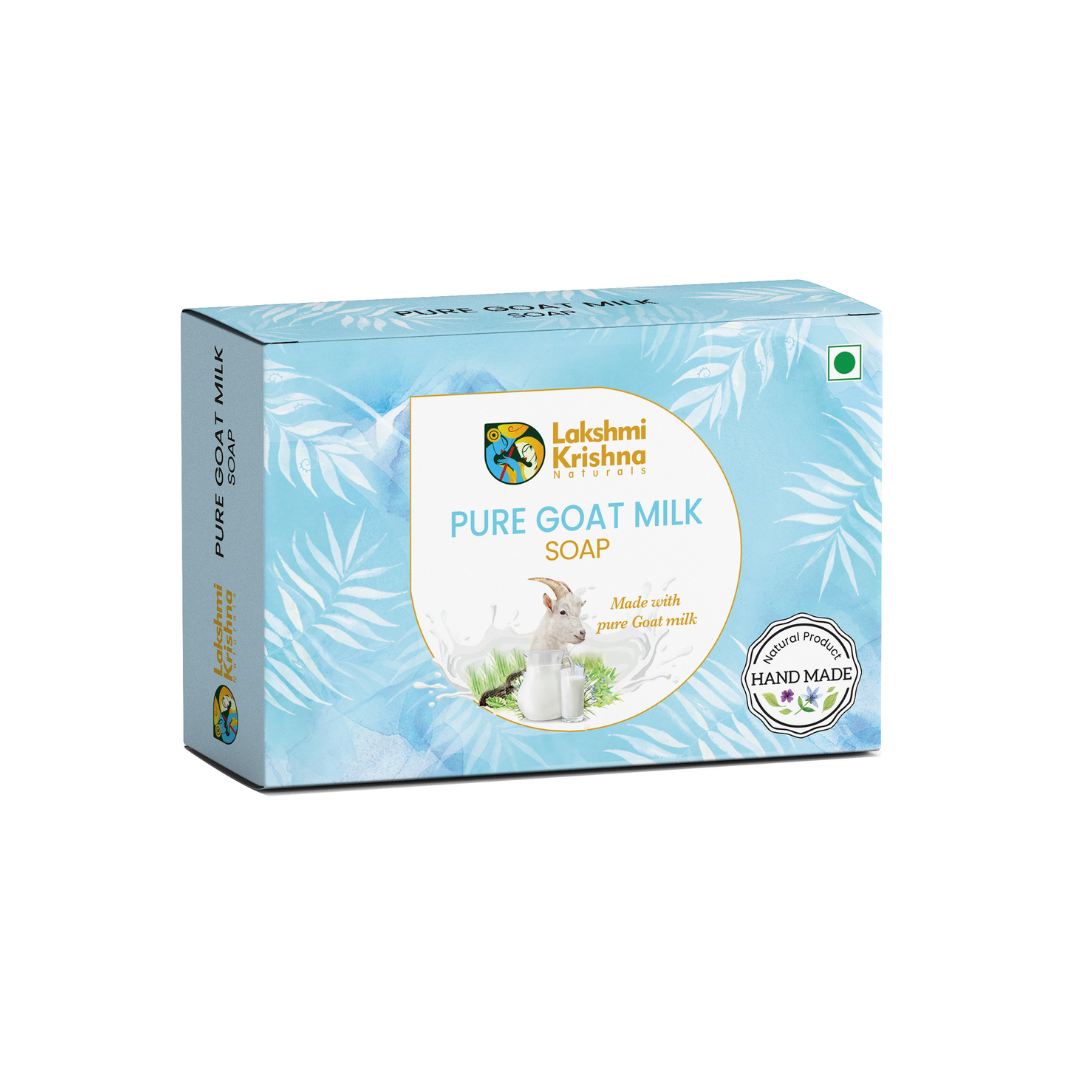 PURE GOAT MILK
SOAP
PURE GOAT MILK
SOAP
Lakshmi
Krishna
Naturals
Lakshmi
Krishna
Naturals
PURE GOAT MILK
SOAP
Made with
pure Goat milk
Natural Product
HAND MADE